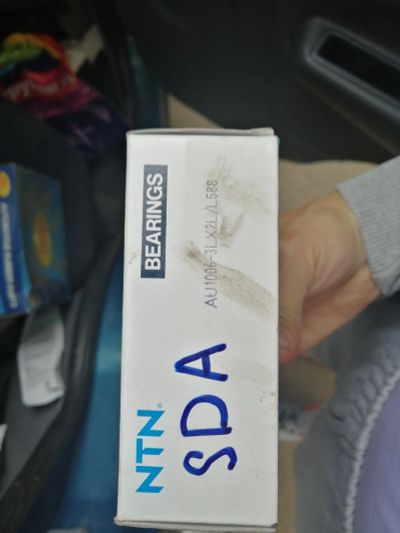 NTN
BEARINGS
AU1006-3LX2L/L588
SDA